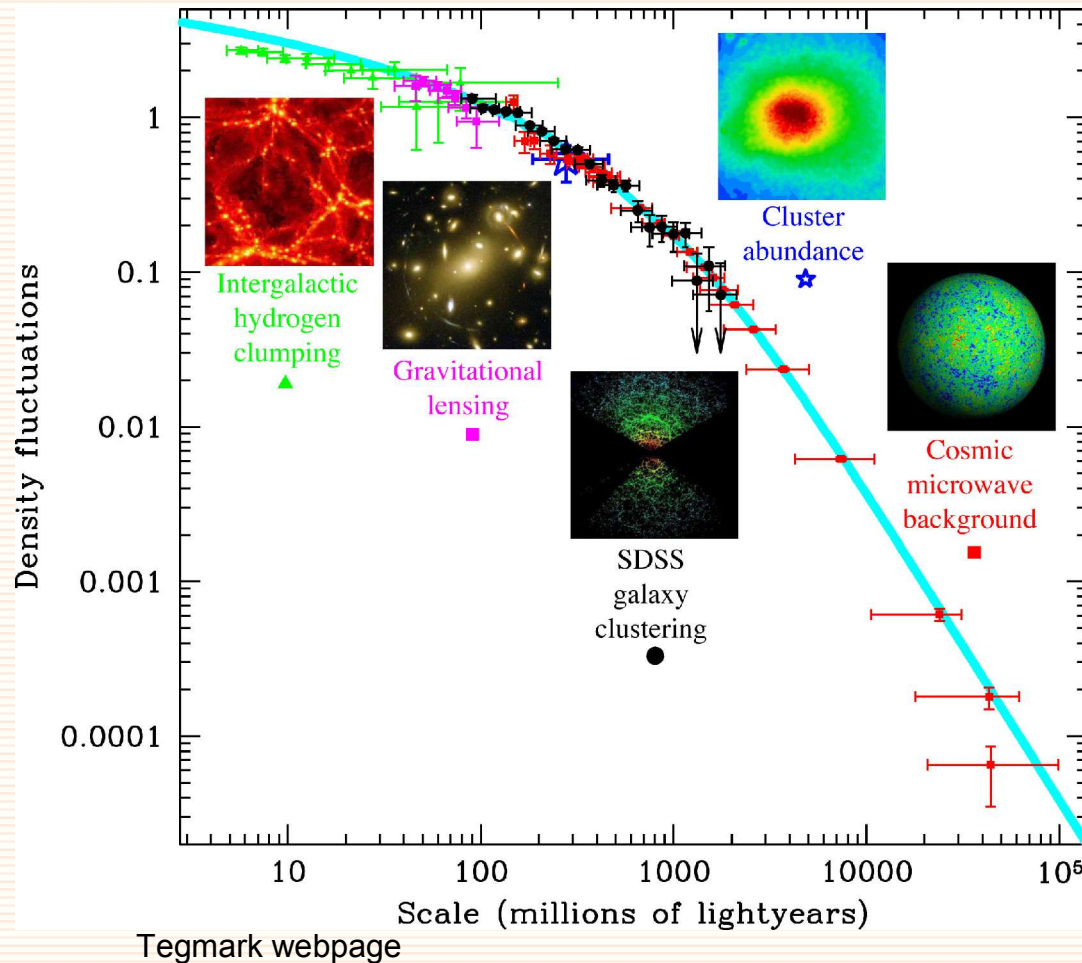 Density fluctuations
1
0.1
0.01
0.001
0.0001
Intergalactic
hydrogen
clumping
Gravitational
lensing
SDSS
galaxy
clustering
Cluster
abundance
Cosmic
microwave
background
10
100
1000
10000
10⁵
Scale (millions of lightyears)
Tegmark webpage